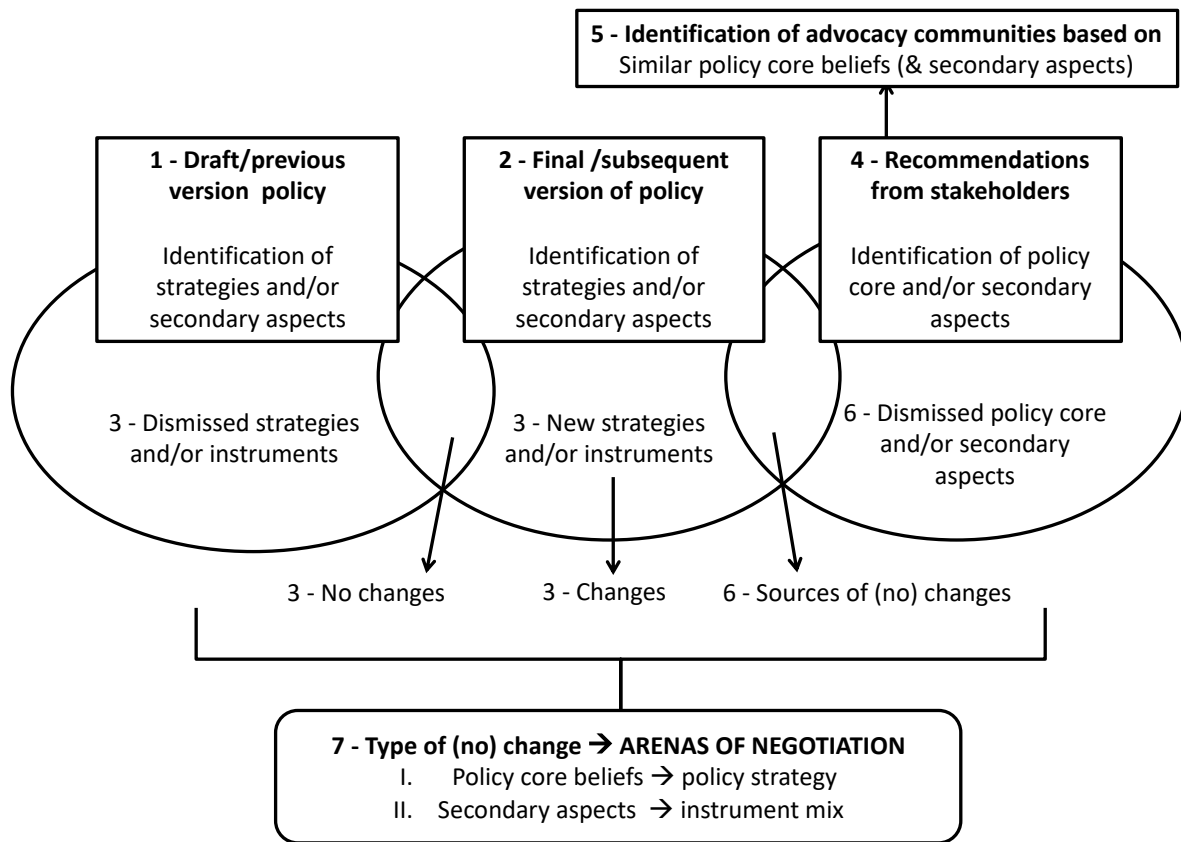 5 - Identification of advocacy communities based on
Similar policy core beliefs (& secondary aspects)
1 - Draft/previous
version policy
Identification of
strategies and/or
secondary aspects
2 - Final /subsequent
version of policy
Identification of
strategies and/or
secondary aspects
4 - Recommendations
from stakeholders
Identification of policy
core and/or secondary
aspects
3 - Dismissed strategies
and/or instruments
3 - New strategies
and/or instruments
6 - Dismissed policy core
and/or secondary
aspects
3 - No changes
3 - Changes
6 - Sources of (no) changes
7 - Type of (no) change → ARENAS OF NEGOTIATION
I. Policy core beliefs → policy strategy
II. Secondary aspects → instrument mix